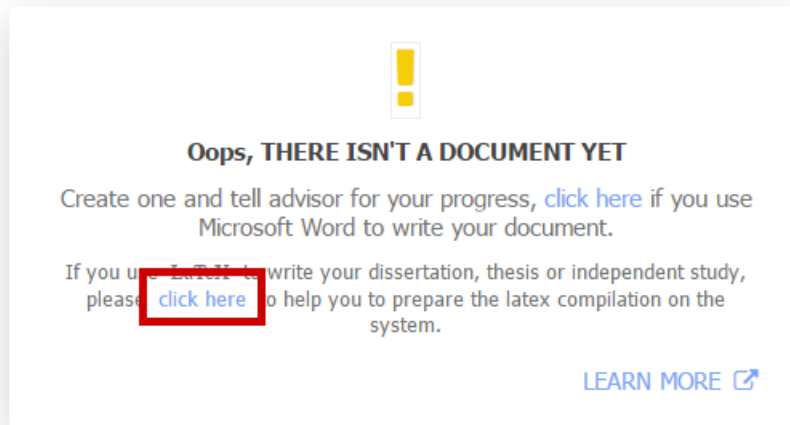 Oops, THERE ISN'T A DOCUMENT YET
Create one and tell advisor for your progress, click here if you use
Microsoft Word to write your document.
If you use LaTeX to write your dissertation, thesis or independent study,
please click here to help you to prepare the latex compilation on the
system.
LEARN MORE